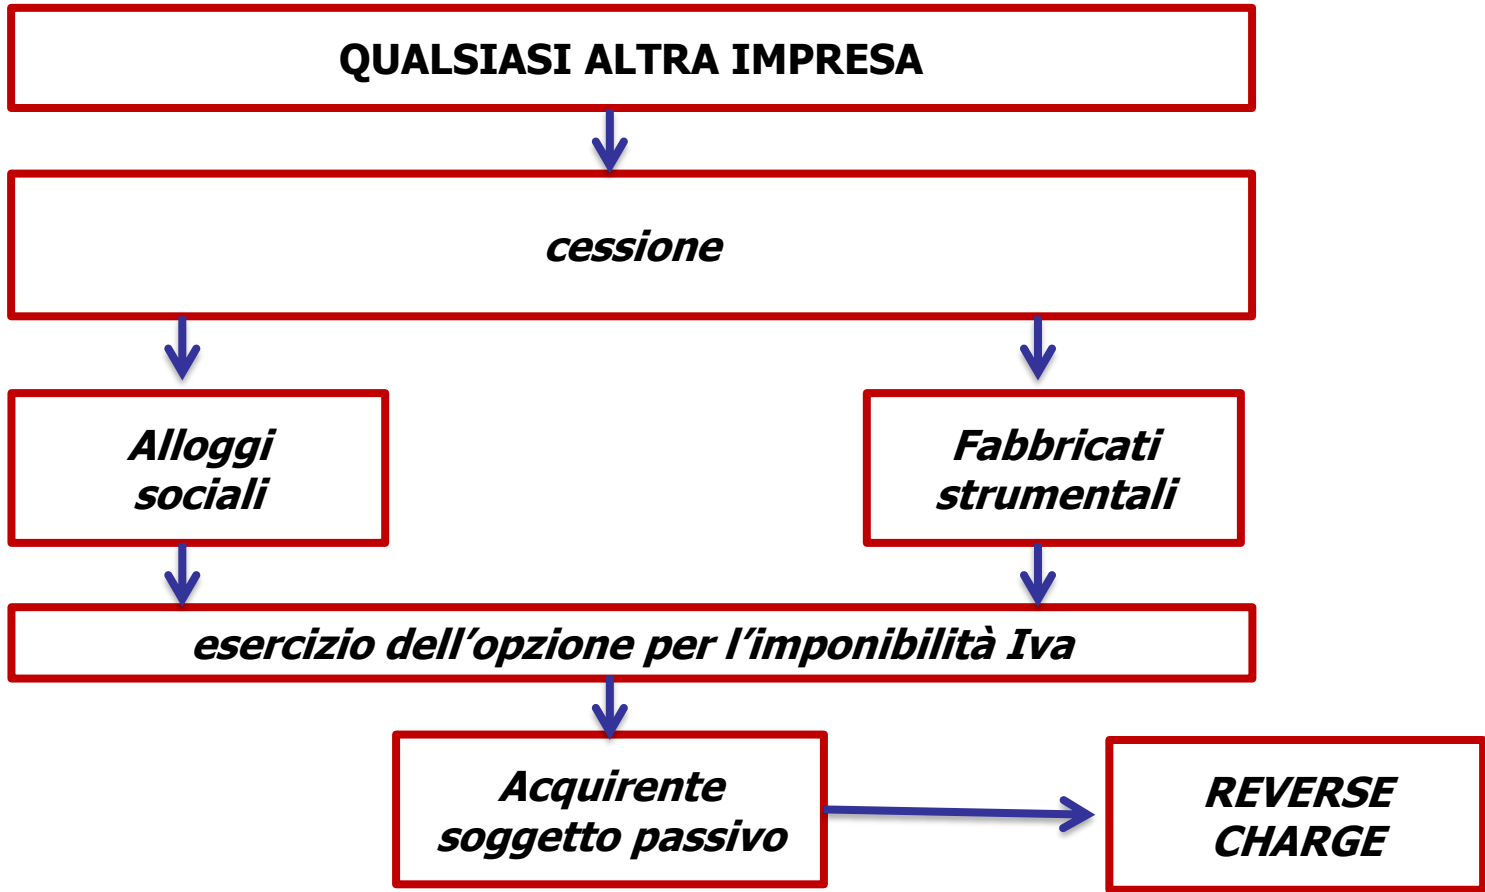 QUALSIASI ALTRA IMPRESA
cessione
Alloggi
sociali
Fabbricati
strumentali
esercizio dell’opzione per l’imponibilità Iva
Acquirente
soggetto passivo
REVERSE
CHARGE